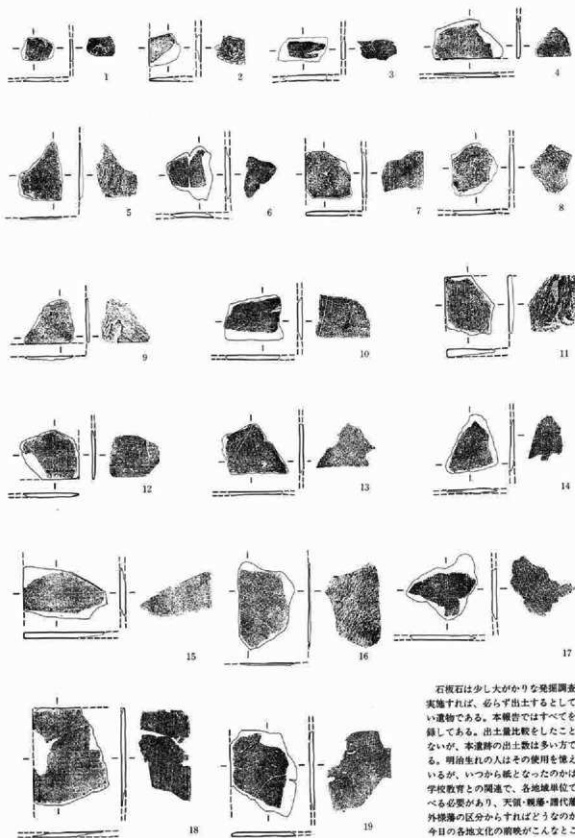 1
2
3
4
5
6
7
8
9
10
11
12
13
14
15
16
17
18
19
石板石は少し大がかりな発掘調査
実施すれば、必らず出土するとして
い遺物である。本報告ではすべてを
録してある。出土量比較をしたこと
ないが、本遺跡の出土数は多い方で
る。明治生れの人はその使用を憶え
いるが、いつから紙となったのかは
学校教育との関連で、各地域単位で
べる必要があり、天領・親藩・譜代藩
外様藩の区分からすればどうなのか
今日の各地文化の前映がこんなとこ